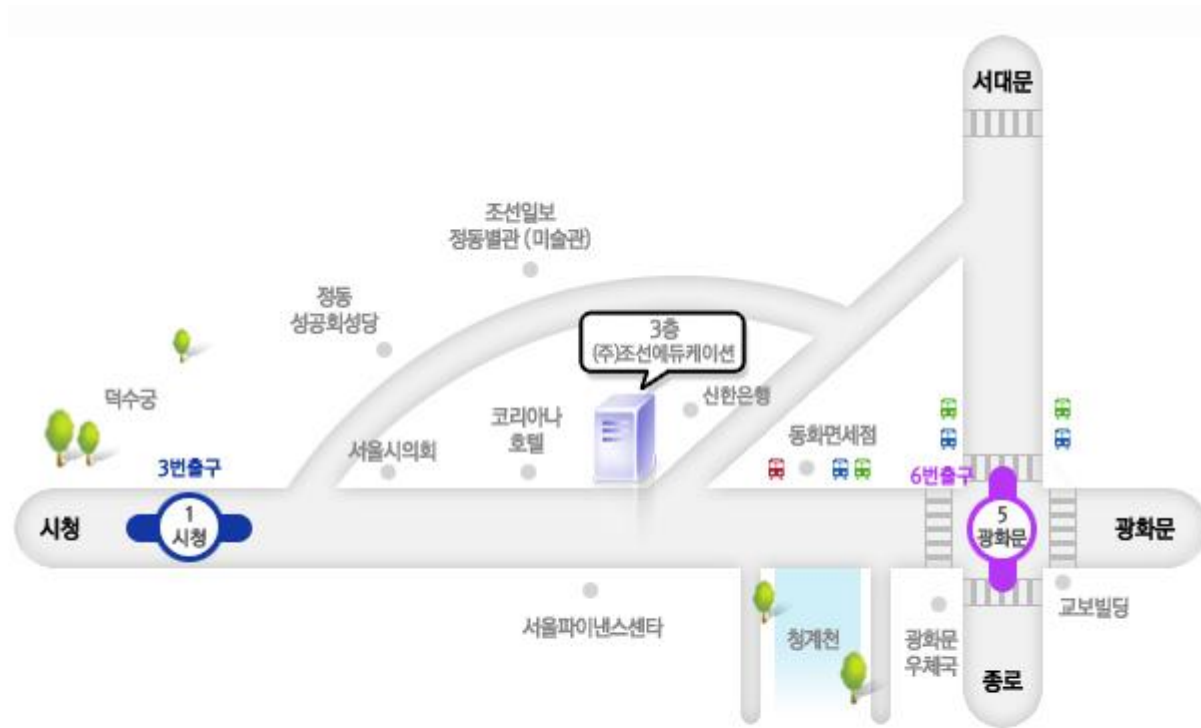 서대문
조선일보
정동별관 (미술관)
정동
성공회성당
3층
(주)조선에듀케이션
덕수궁
신한은행
코리아나
호텔
서울시의회
동화면세점
3번출구
6번출구
시청
1
시청
5
광화문
광화문
서울파이낸스센타
청계천
광화문
우체국
교보빌딩
종로